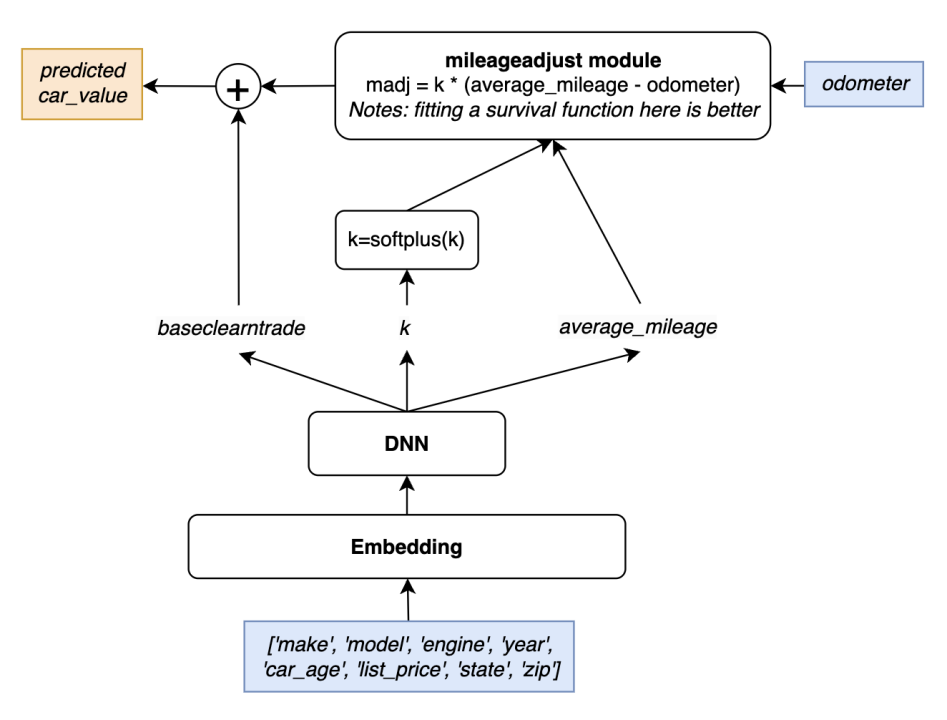 predicted
car_value
+
mileageadjust module
madj = k * (average_mileage - odometer)
Notes: fitting a survival function here is better
odometer
k=softplus(k)
baseclearntrade
k
average_mileage
DNN
Embedding
['make', 'model', 'engine', 'year',
'car_age', 'list_price', 'state', 'zip']